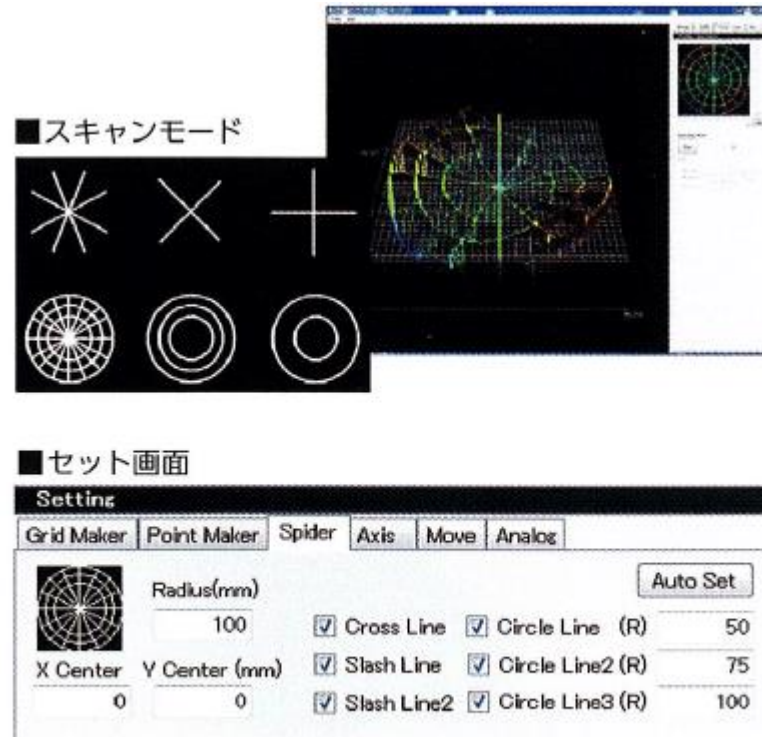 ■スキャンモード
■セット画面
Setting
Grid Maker Point Maker Spider Axis Move Analog
Auto Set
Radius(mm)
100
Cross Line Circle Line (R) 50
X Center Y Center (mm)
Slash Line Circle Line2 (R) 75
0 0
Slash Line2 Circle Line3 (R) 100